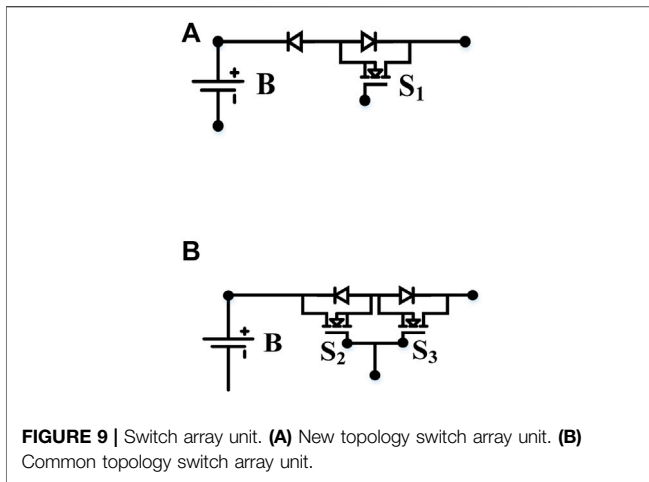 A
+
B
S₁
B
+
B
S₂
S₃
FIGURE 9 | Switch array unit. (A) New topology switch array unit. (B)
Common topology switch array unit.